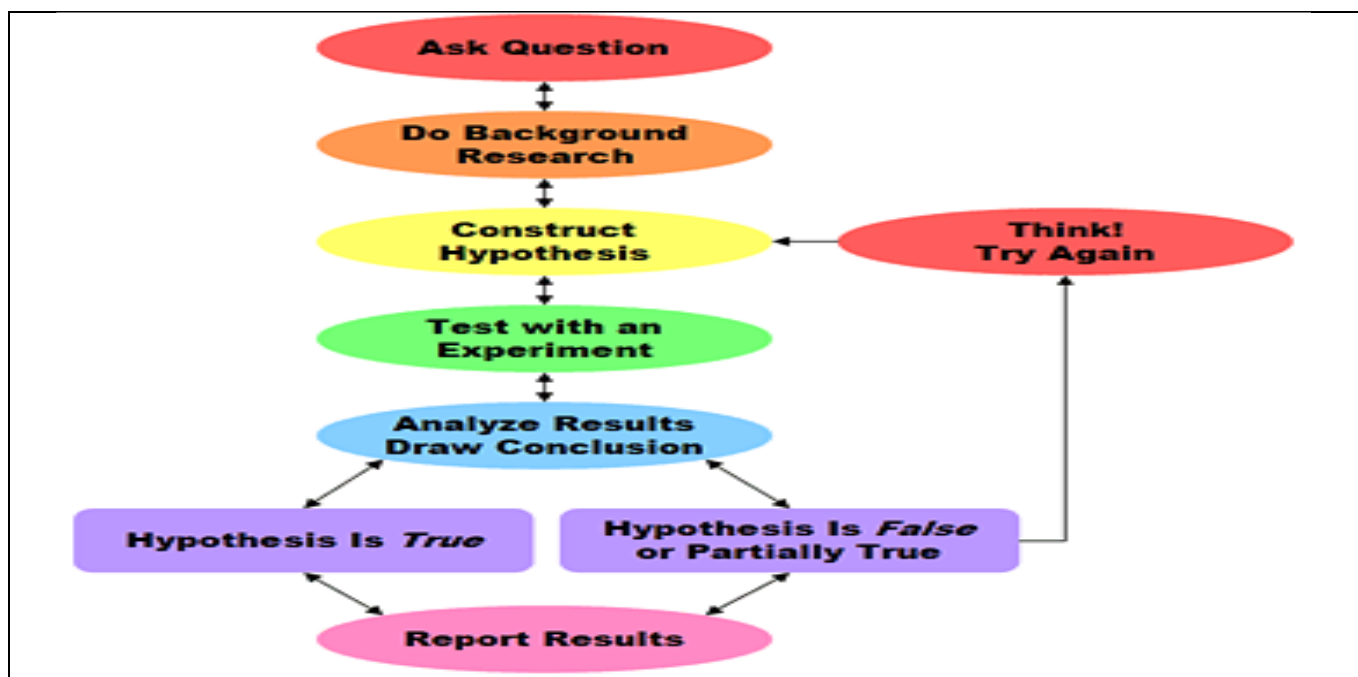 Ask Question
Do Background
Research
Construct
Hypothesis
Think!
Try Again
Test with an
Experiment
Analyze Results
Draw Conclusion
Hypothesis Is True
Hypothesis Is False
or Partially True
Report Results